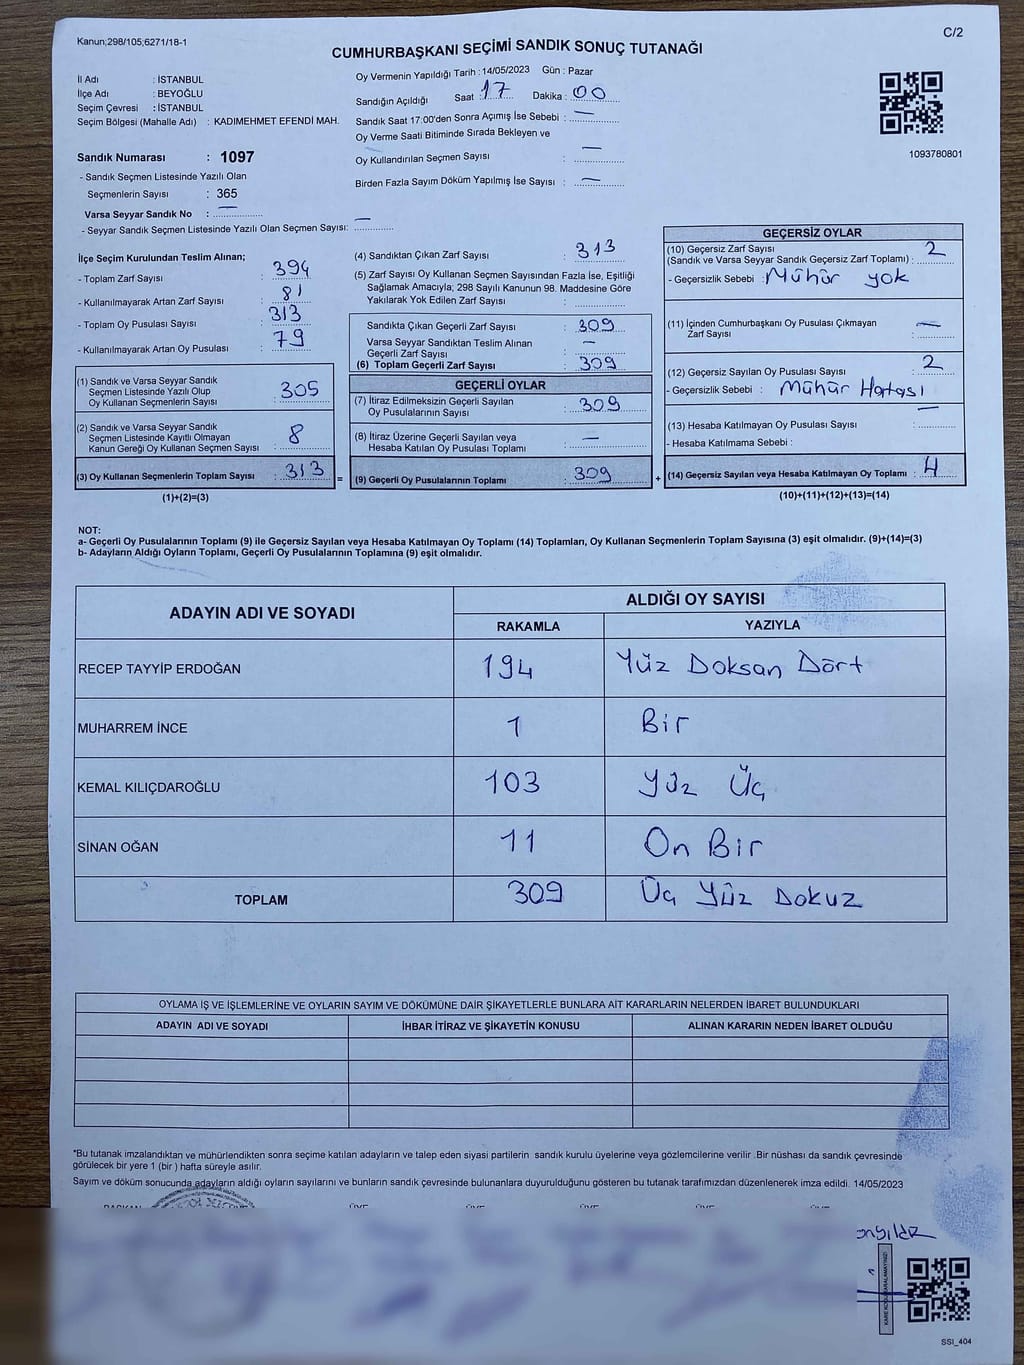 Kanun;298/105;6271/18-1
C/2
CUMHURBAŞKANI SEÇİMİ SANDIK SONUÇ TUTANAĞI
İl Adı : İSTANBUL
İlçe Adı : BEYOĞLU
Seçim Çevresi : İSTANBUL
Seçim Bölgesi (Mahalle Adı) : KADIMEHMET EFENDİ MAH.
Sandık Numarası : 1097
- Sandık Seçmen Listesinde Yazılı Olan
Seçmenlerin Sayısı : 365
Varsa Seyyar Sandık No : —
- Seyyar Sandık Seçmen Listesinde Yazılı Olan Seçmen Sayısı: —
Oy Vermenin Yapıldığı Tarih : 14/05/2023 Gün : Pazar
Sandığın Açıldığı Saat : 17 Dakika : 00
Sandık Saat 17:00'den Sonra Açımış İse Sebebi : —
Oy Verme Saati Bitiminde Sırada Bekleyen ve
Oy Kullandırılan Seçmen Sayısı : —
Birden Fazla Sayım Döküm Yapılmış İse Sayısı : —
1093780801
İlçe Seçim Kurulundan Teslim Alınan;
- Toplam Zarf Sayısı : 394
- Kullanılmayarak Artan Zarf Sayısı : 81
- Toplam Oy Pusulası Sayısı : 313
- Kullanılmayarak Artan Oy Pusulası : 79
(1) Sandık ve Varsa Seyyar Sandık
Seçmen Listesinde Yazılı Olup
Oy Kullanan Seçmenlerin Sayısı : 305
(2) Sandık ve Varsa Seyyar Sandık
Seçmen Listesinde Kayıtlı Olmayan
Kanun Gereği Oy Kullanan Seçmen Sayısı : 8
(3) Oy Kullanan Seçmenlerin Toplam Sayısı : 313
(1)+(2)=(3)
=
(4) Sandıktan Çıkan Zarf Sayısı : 313
(5) Zarf Sayısı Oy Kullanan Seçmen Sayısından Fazla İse, Eşitliği
Sağlamak Amacıyla; 298 Sayılı Kanunun 98. Maddesine Göre
Yakılarak Yok Edilen Zarf Sayısı :
Sandıkta Çıkan Geçerli Zarf Sayısı : 309
Varsa Seyyar Sandıktan Teslim Alınan
Geçerli Zarf Sayısı : —
(6) Toplam Geçerli Zarf Sayısı : 309
GEÇERLİ OYLAR
(7) İtiraz Edilmeksizin Geçerli Sayılan
Oy Pusulalarının Sayısı : 309
(8) İtiraz Üzerine Geçerli Sayılan veya
Hesaba Katılan Oy Pusulası Toplamı : —
(9) Geçerli Oy Pusulalarının Toplamı : 309
+
GEÇERSİZ OYLAR
(10) Geçersiz Zarf Sayısı
(Sandık ve Varsa Seyyar Sandık Geçersiz Zarf Toplamı) : 2
- Geçersizlik Sebebi : Mühür yok
(11) İçinden Cumhurbaşkanı Oy Pusulası Çıkmayan
Zarf Sayısı : —
(12) Geçersiz Sayılan Oy Pusulası Sayısı : 2
- Geçersizlik Sebebi : Mühür Hatası
(13) Hesaba Katılmayan Oy Pusulası Sayısı : —
- Hesaba Katılmama Sebebi :
(14) Geçersiz Sayılan veya Hesaba Katılmayan Oy Toplamı : 4
(10)+(11)+(12)+(13)=(14)
NOT:
a- Geçerli Oy Pusulalarının Toplamı (9) ile Geçersiz Sayılan veya Hesaba Katılmayan Oy Toplamı (14) Toplamları, Oy Kullanan Seçmenlerin Toplam Sayısına (3) eşit olmalıdır. (9)+(14)=(3)
b- Adayların Aldığı Oyların Toplamı, Geçerli Oy Pusulalarının Toplamına (9) eşit olmalıdır.
ADAYIN ADI VE SOYADI ALDIĞI OY SAYISI
RAKAMLA YAZIYLA
RECEP TAYYİP ERDOĞAN 194 Yüz Doksan Dört
MUHARREM İNCE 1 Bir
KEMAL KILIÇDAROĞLU 103 Yüz Üç
SİNAN OĞAN 11 On Bir
TOPLAM 309 Üç Yüz Dokuz
OYLAMA İŞ VE İŞLEMLERİNE VE OYLARIN SAYIM VE DÖKÜMÜNE DAİR ŞİKAYETLERLE BUNLARA AİT KARARLARIN NELERDEN İBARET BULUNDUKLARI
ADAYIN ADI VE SOYADI İHBAR İTİRAZ VE ŞİKAYETİN KONUSU ALINAN KARARIN NEDEN İBARET OLDUĞU
*Bu tutanak imzalandıktan ve mühürlendikten sonra seçime katılan adayların ve talep eden siyasi partilerin sandık kurulu üyelerine veya gözlemcilerine verilir .Bir nüshası da sandık çevresinde
görülecek bir yere 1 (bir ) hafta süreyle asılır.
Sayım ve döküm sonucunda adayların aldığı oyların sayılarını ve bunların sandık çevresinde bulunanlara duyurulduğunu gösteren bu tutanak tarafımızdan düzenlenerek imza edildi. 14/05/2023
BAŞKAN ÜYE ÜYE ÜYE ÜYE ÜYE
SSI_404